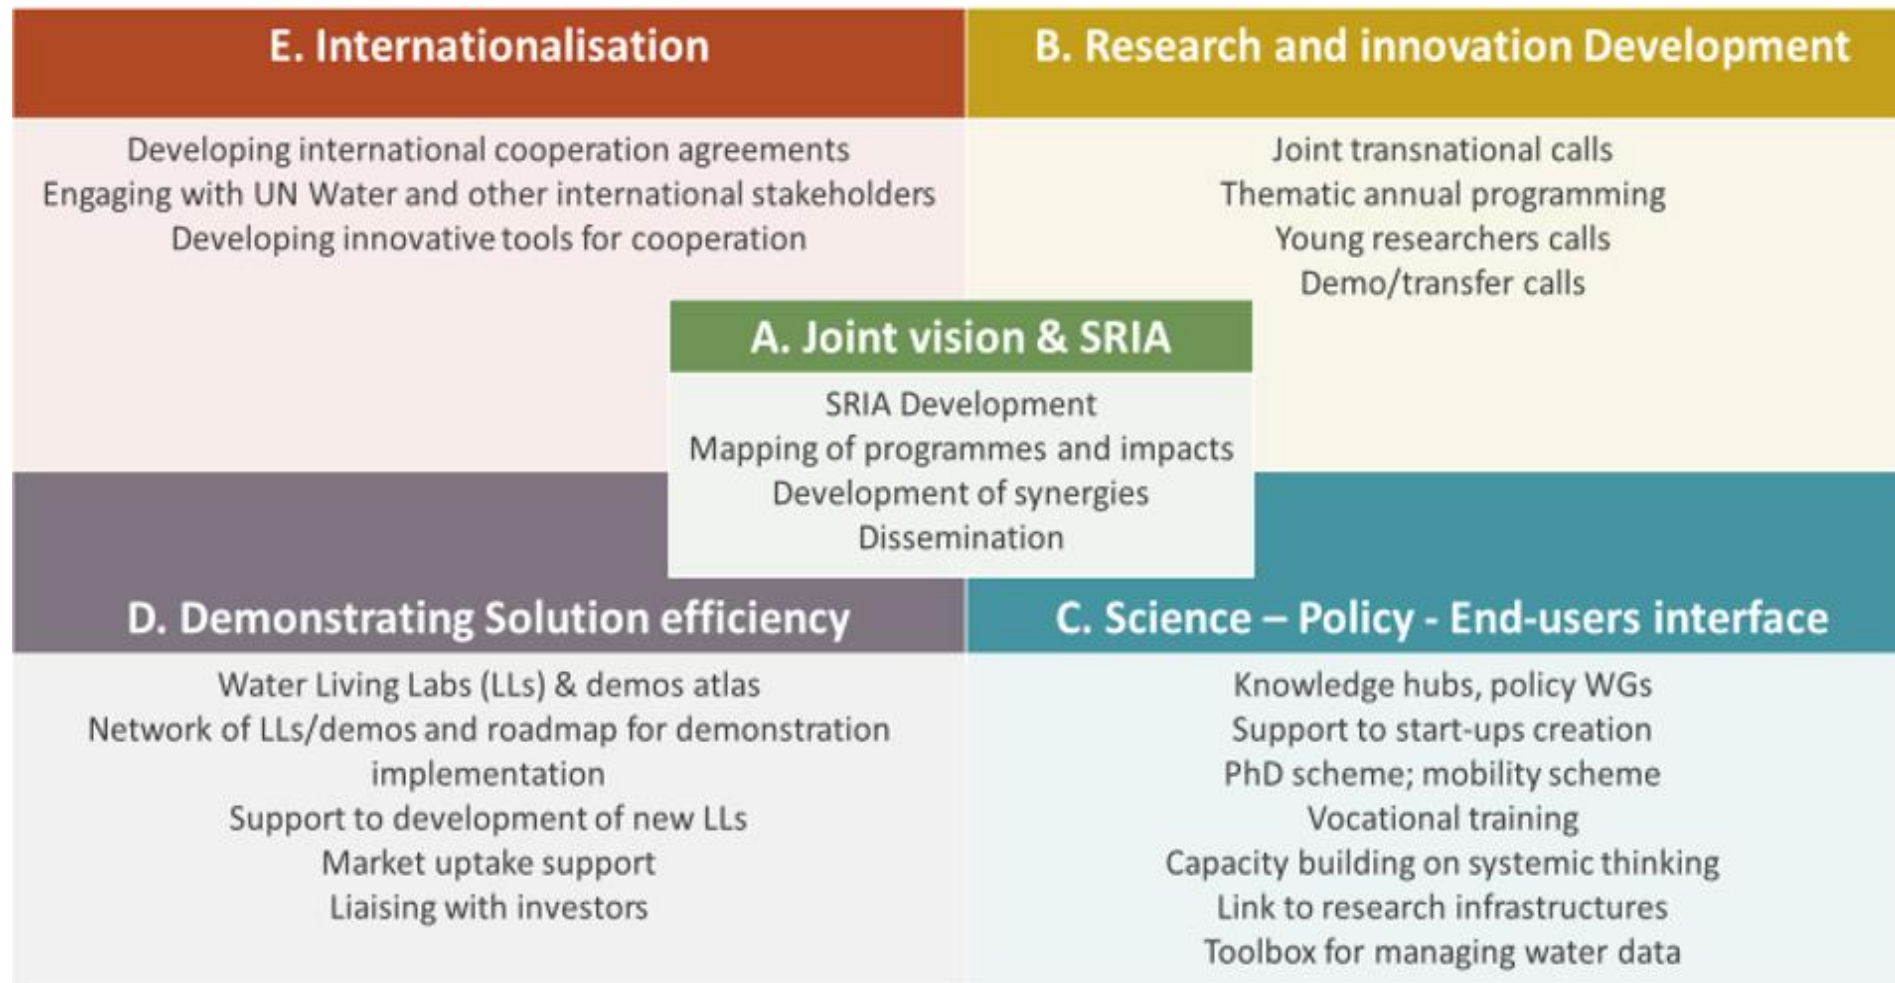 E. Internationalisation
Developing international cooperation agreements
Engaging with UN Water and other international stakeholders
Developing innovative tools for cooperation
B. Research and innovation Development
Joint transnational calls
Thematic annual programming
Young researchers calls
Demo/transfer calls
A. Joint vision & SRIA
SRIA Development
Mapping of programmes and impacts
Development of synergies
Dissemination
D. Demonstrating Solution efficiency
Water Living Labs (LLs) & demos atlas
Network of LLs/demos and roadmap for demonstration
implementation
Support to development of new LLs
Market uptake support
Liaising with investors
C. Science – Policy - End-users interface
Knowledge hubs, policy WGs
Support to start-ups creation
PhD scheme; mobility scheme
Vocational training
Capacity building on systemic thinking
Link to research infrastructures
Toolbox for managing water data